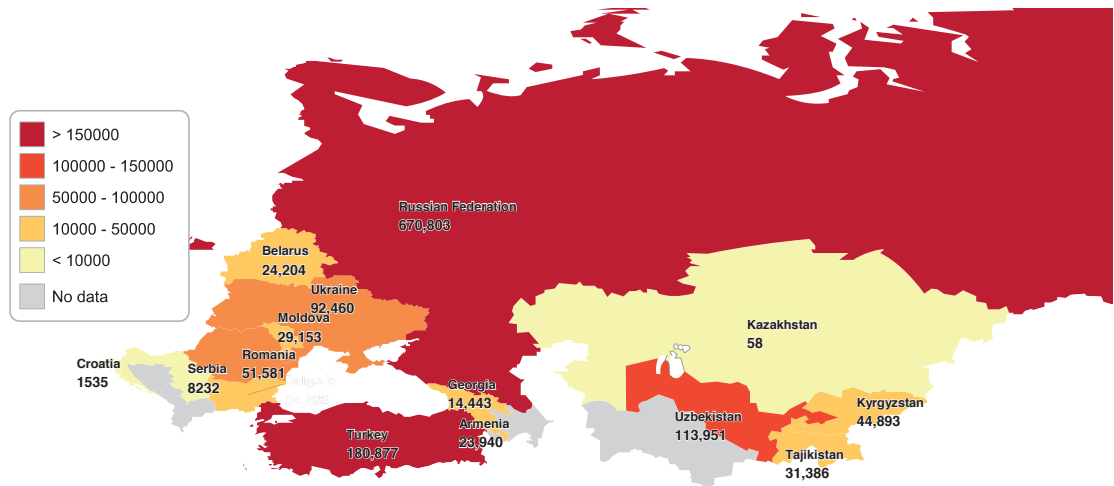 > 150000
100000 - 150000
50000 - 100000
10000 - 50000
< 10000
No data
Russian Federation
670,803
Belarus
24,204
Ukraine
92,460
Moldova
29,153
Romania
51,581
Croatia
1535
Serbia
8232
Georgia
14,443
Armenia
23,940
Turkey
180,877
Kazakhstan
58
Uzbekistan
113,951
Kyrgyzstan
44,893
Tajikistan
31,386